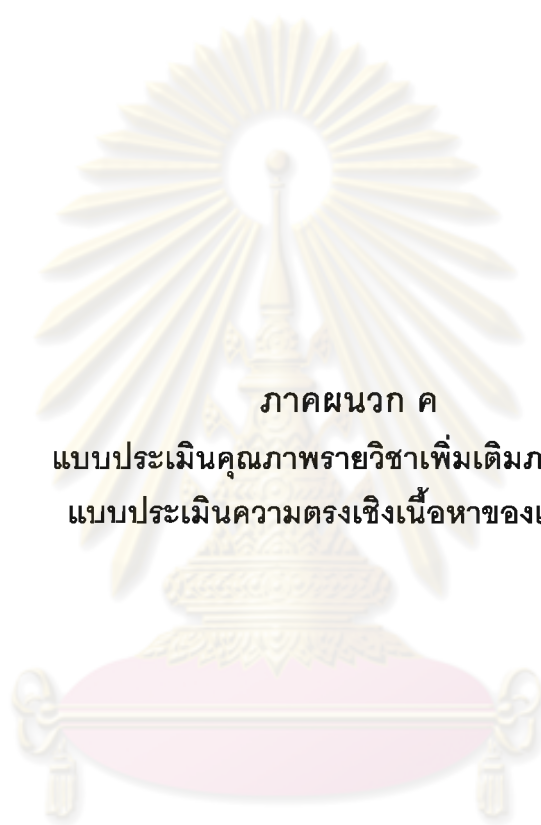 ภาคผนวก ค
แบบประเมินคุณภาพรายวิชาเพิ่มเติมภ
แบบประเมินความตรงเชิงเนื้อหาของ